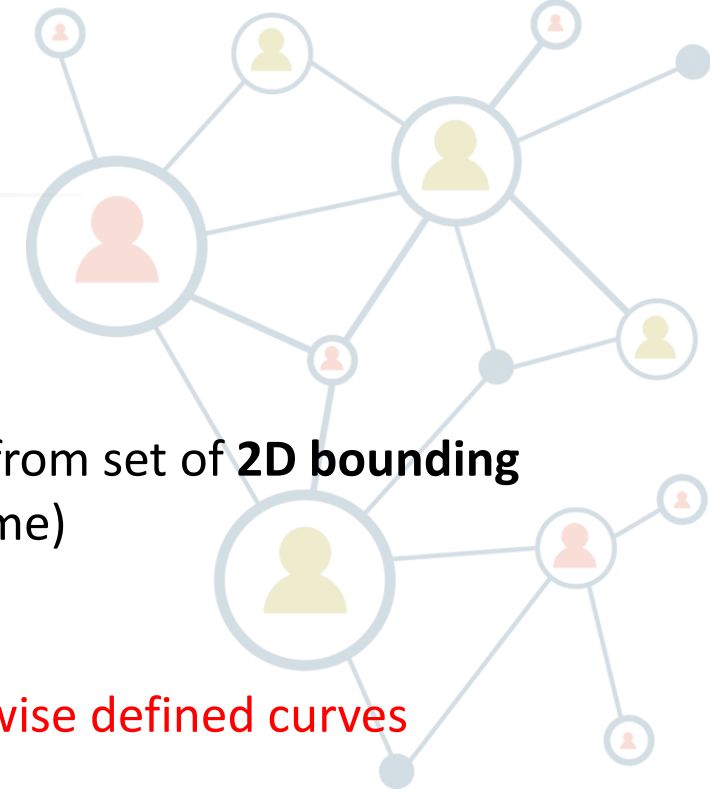 from set of 2D bounding
me)
wise defined curves